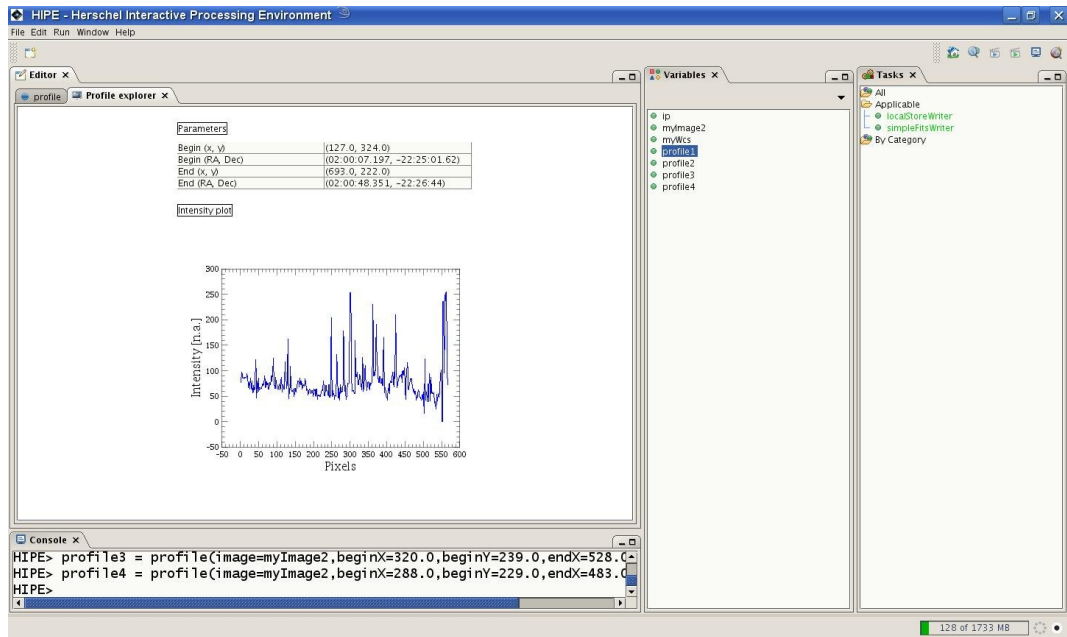 HIPE - Herschel Interactive Processing Environment
File Edit Run Window Help
Editor
profile Profile explorer
Parameters
Begin (x, y) (127.0, 324.0)
Begin (RA, Dec) (02:00:07.197, -22:25:01.62)
End (x, y) (693.0, 222.0)
End (RA, Dec) (02:00:48.351, -22:26:44)
Intensity plot
300
250
200
150
100
50
0
-50
Intensity [n.a.]
-50 0 50 100 150 200 250 300 350 400 450 500 550 600
Pixels
Console
HIPE> profile3 = profile(image=myImage2,beginX=320.0,beginY=239.0,endX=528.0
HIPE> profile4 = profile(image=myImage2,beginX=288.0,beginY=229.0,endX=483.0
HIPE>
Variables
ip
myImage2
myWcs
profile1
profile2
profile3
profile4
Tasks
All
Applicable
localStoreWriter
simpleFitsWriter
By Category
128 of 1733 MB